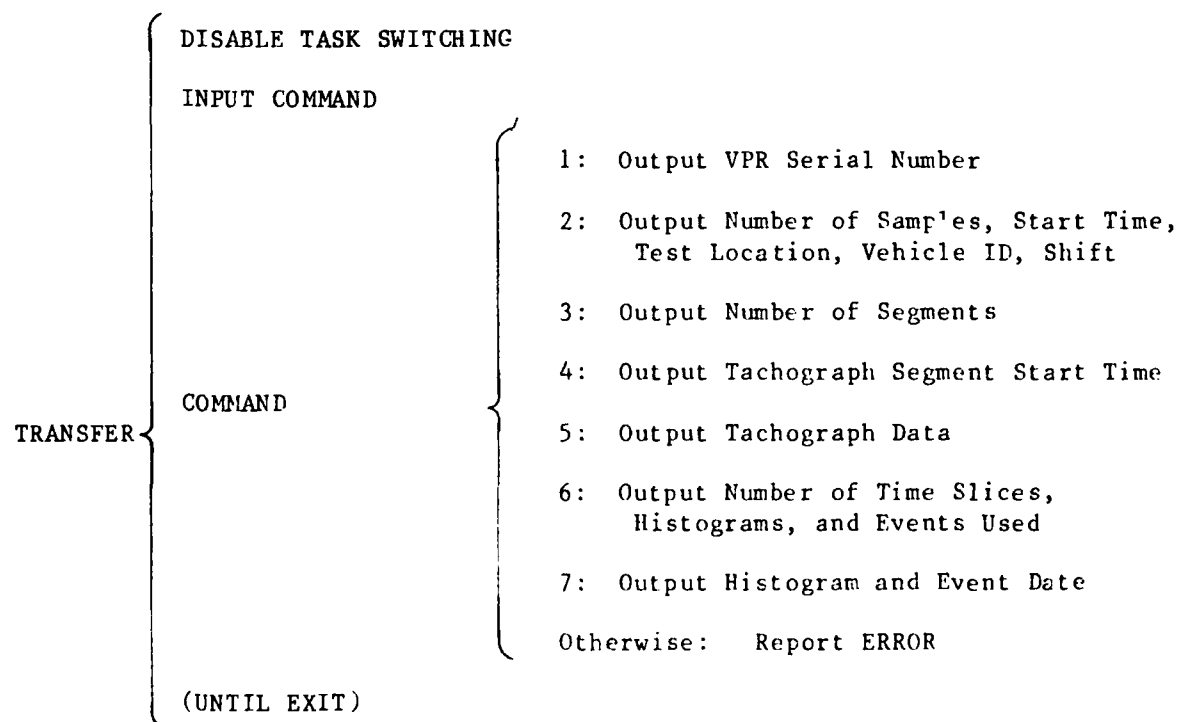 DISABLE TASK SWITCHING
INPUT COMMAND
1: Output VPR Serial Number
2: Output Number of Samples, Start Time,
Test Location, Vehicle ID, Shift
3: Output Number of Segments
4: Output Tachograph Segment Start Time
COMMAND
TRANSFER
5: Output Tachograph Data
6: Output Number of Time Slices,
Histograms, and Events Used
7: Output Histogram and Event Date
Otherwise: Report ERROR
(UNTIL EXIT)